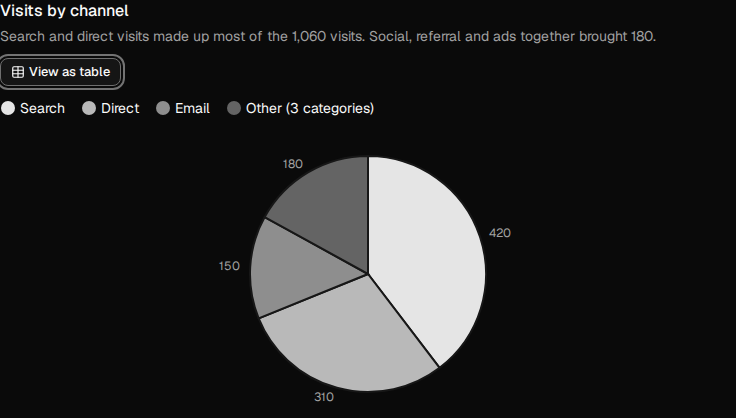 Visits by channel
Search and direct visits made up most of the 1,060 visits. Social, referral and ads together brought 180.
View as table
Search Direct Email Other (3 categories)
180
420
150
310